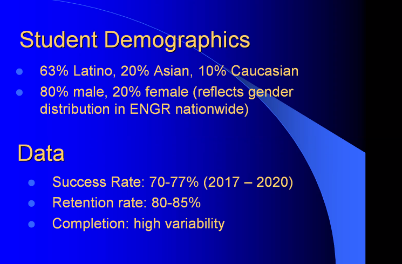 Student Demographics
63% Latino, 20% Asian, 10% Caucasian
80% male, 20% female (reflects gender
distribution in ENGR nationwide)
Data
Success Rate: 70-77% (2017 – 2020)
Retention rate: 80-85%
Completion: high variability